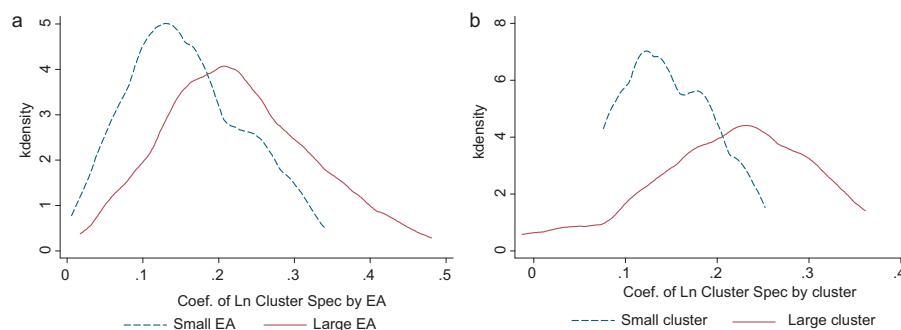 a
kdensity
5
4
3
2
1
0
0 .1 .2 .3 .4 .5
Coef. of Ln Cluster Spec by EA
Small EA Large EA
b
kdensity
8
6
4
2
0
0 .1 .2 .3 .4
Coef. of Ln Cluster Spec by cluster
Small cluster Large cluster